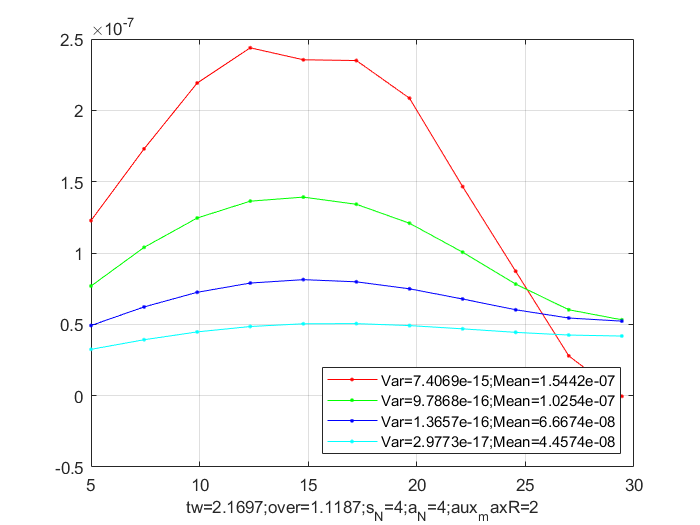 ×10-7
2.5
2
1.5
1
0.5
0
-0.5
5 10 15 20 25 30
Var=7.4069e-15;Mean=1.5442e-07
Var=9.7868e-16;Mean=1.0254e-07
Var=1.3657e-16;Mean=6.6674e-08
Var=2.9773e-17;Mean=4.4574e-08
tw=2.1697;over=1.1187;sN=4;aN=4;auxmaxR=2